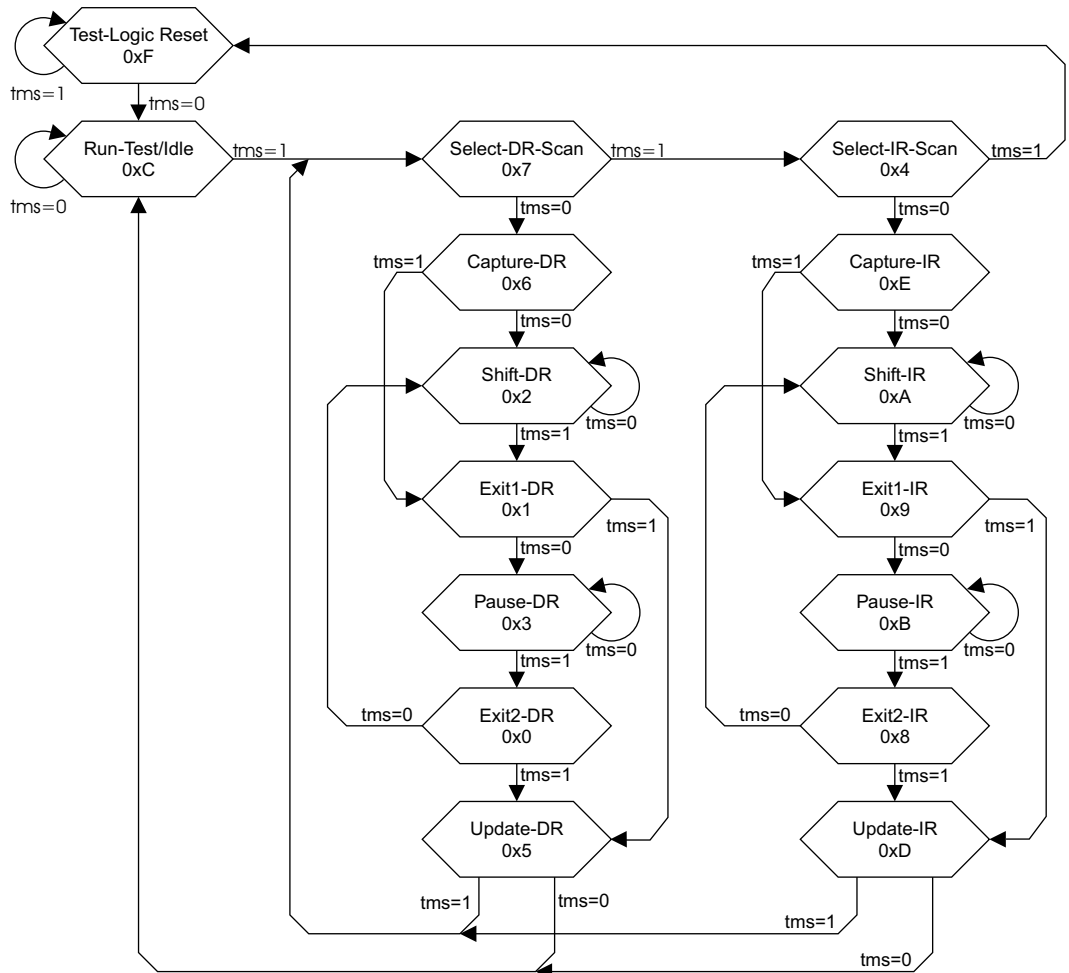 Test-Logic Reset
0xF
tms=1
tms=0
Run-Test/Idle
0xC
tms=1
tms=0
Select-DR-Scan
0x7
tms=1
tms=0
Select-IR-Scan
0x4
tms=1
tms=0
tms=1
Capture-DR
0x6
tms=0
tms=1
Capture-IR
0xE
tms=0
Shift-DR
0x2
tms=0
tms=1
Shift-IR
0xA
tms=0
tms=1
Exit1-DR
0x1
tms=1
tms=0
Exit1-IR
0x9
tms=1
tms=0
Pause-DR
0x3
tms=0
tms=1
Pause-IR
0xB
tms=0
tms=1
tms=0
Exit2-DR
0x0
tms=1
tms=0
Exit2-IR
0x8
tms=1
Update-DR
0x5
tms=1
tms=0
Update-IR
0xD
tms=1
tms=0